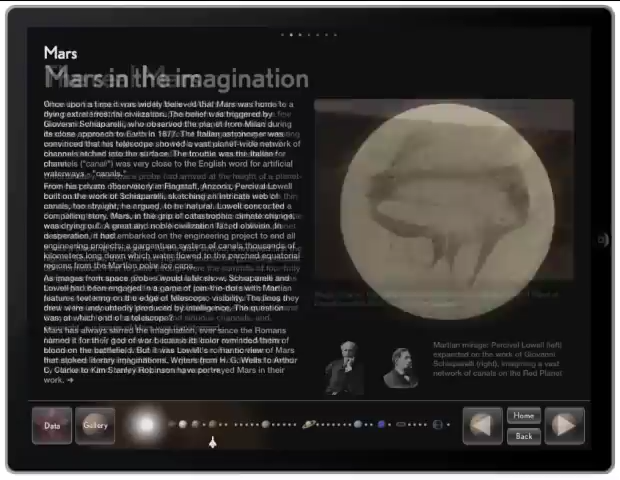 Mars
Mars in the imagination
Once upon a time it was widely believed that Mars was home to a
dying extraterrestrial civilization. The belief was triggered by
Giovanni Schiaparelli, who observed the planet from Milan during
its close approach to Earth in 1877. The Italian astronomer was
convinced that his telescope showed a vast planet-wide network of
channels etched into the surface. The trouble was the Italian for
channels ("canali") was very close to the English word for artificial
waterways - "canals."
From his private observatory in Flagstaff, Arizona, Percival Lowell
built on the work of Schiaparelli, sketching an intricate web of
canals, too straight, he argued, to be natural. Lowell concocted a
compelling story. Mars, in the grip of catastrophic climate change,
was drying out. A great and noble civilization faced oblivion. In
desperation, it had embarked on the engineering project to end all
engineering projects: a gargantuan system of canals thousands of
kilometers long down which water flowed to the parched equatorial
regions from the Martian polar ice caps.
As images from space probes would later show, Schiaparelli and
Lowell had been engaged in a game of join-the-dots with Martian
features teetering on the edge of telescopic visibility. The lines they
drew were undoubtedly produced by intelligence. The question
was: at which end of a telescope?
Mars has always stirred the imagination, ever since the Romans
named it for their god of war because its color reminded them of
blood on the battlefield. But it was Lowell's romantic view of Mars
that stoked literary imaginations. Writers from H. G. Wells to Arthur
C. Clarke to Kim Stanley Robinson have portrayed Mars in their
work. →
Martian mirage: Percival Lowell (left)
expanded on the work of Giovanni
Schiaparelli (right), imagining a vast
network of canals on the Red Planet
Data
Gallery
Home
Back